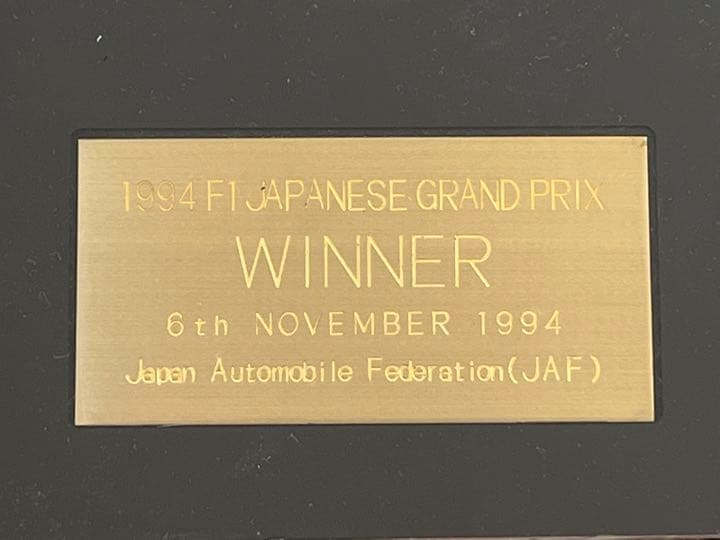 1994 F1 JAPANESE GRAND PRIX
WINNER
6th NOVEMBER 1994
Japan Automobile Federation(JAF)